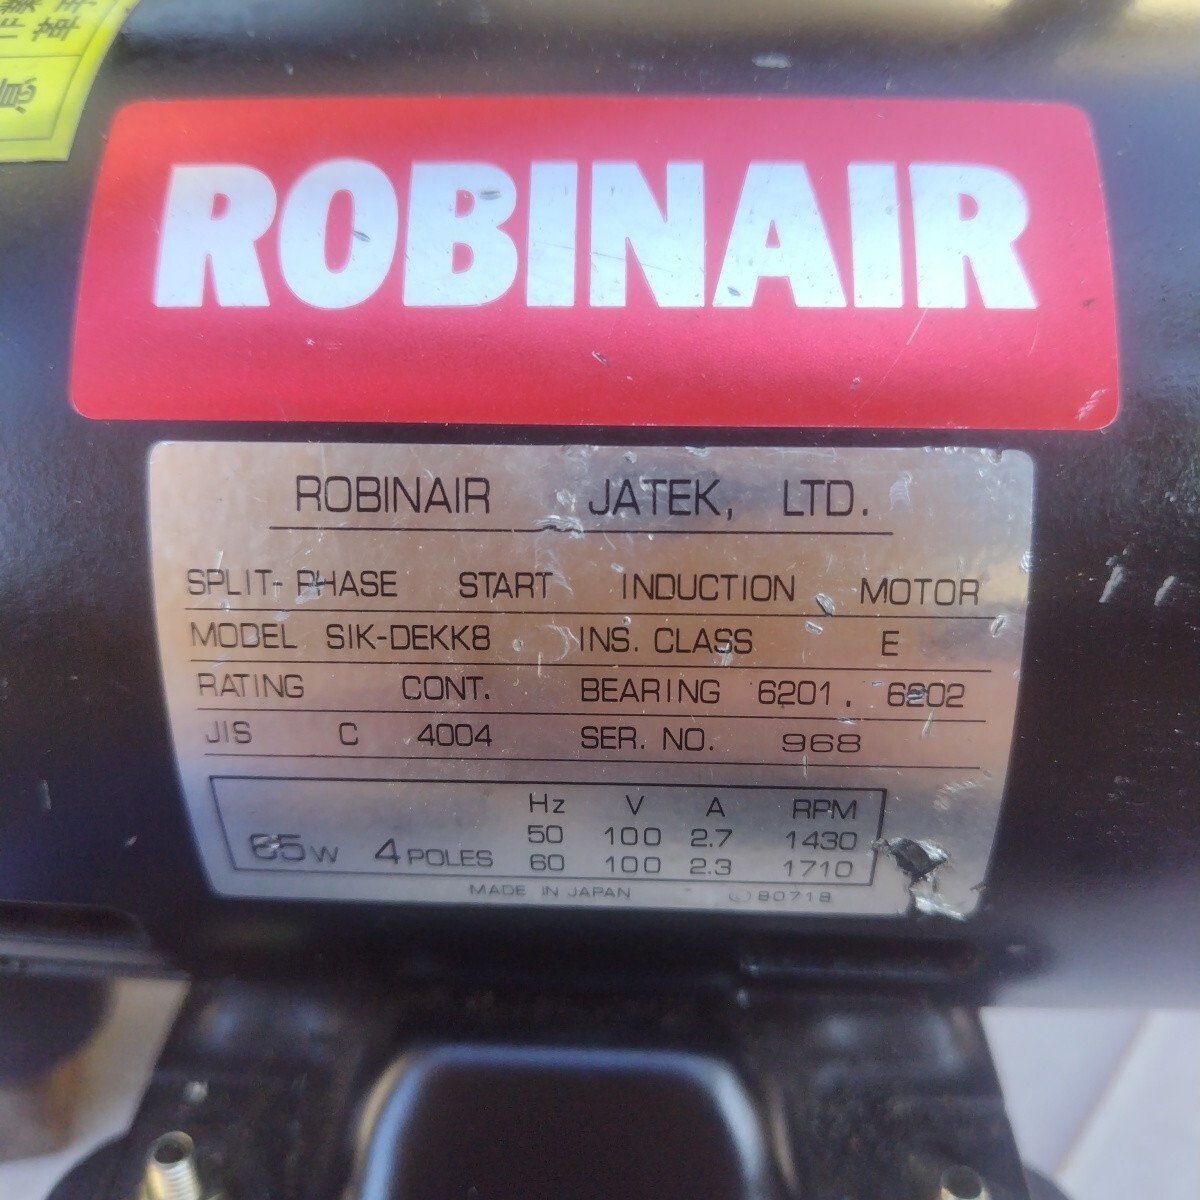 ROBINAIR
ROBINAIR JATEK, LTD.
SPLIT-PHASE START INDUCTION MOTOR
MODEL SIK-DEKK8 INS. CLASS E
RATING CONT. BEARING 6201. 6202
JIS C 4004 SER. NO. 968
Hz V A RPM
50 100 2.7 1430
65W 4 POLES 60 100 2.3 1710
MADE IN JAPAN 80718